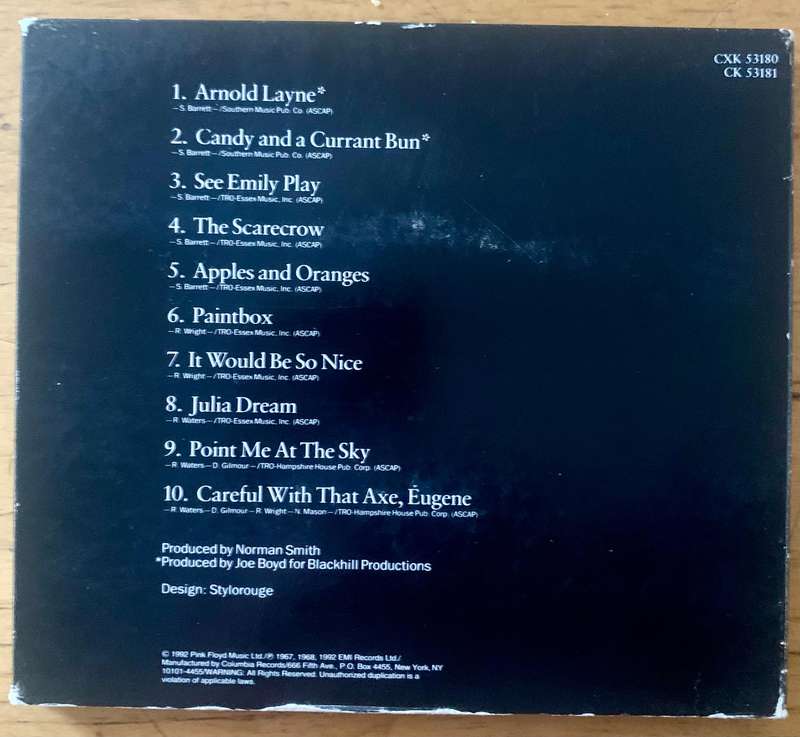 CXK 53180
CK 53181
1. Arnold Layne*
—S. Barrett—/Southern Music Pub. Co. (ASCAP)
2. Candy and a Currant Bun*
—S. Barrett—/Southern Music Pub. Co. (ASCAP)
3. See Emily Play
—S. Barrett—/TRO-Essex Music, Inc. (ASCAP)
4. The Scarecrow
—S. Barrett—/TRO-Essex Music, Inc. (ASCAP)
5. Apples and Oranges
—S. Barrett—/TRO-Essex Music, Inc. (ASCAP)
6. Paintbox
—R. Wright—/TRO-Essex Music, Inc. (ASCAP)
7. It Would Be So Nice
—R. Wright—/TRO-Essex Music, Inc. (ASCAP)
8. Julia Dream
—R. Waters—/TRO-Essex Music, Inc. (ASCAP)
9. Point Me At The Sky
—R. Waters—D. Gilmour—/TRO-Hampshire House Pub. Corp. (ASCAP)
10. Careful With That Axe, Eugene
—R. Waters—D. Gilmour—R. Wright—N. Mason—/TRO-Hampshire House Pub. Corp. (ASCAP)
Produced by Norman Smith
*Produced by Joe Boyd for Blackhill Productions
Design: Stylorouge
© 1992 Pink Floyd Music Ltd./℗ 1967, 1968, 1992 EMI Records Ltd./
Manufactured by Columbia Records/666 Fifth Ave., P.O. Box 4455, New York, NY
10101-4455/WARNING: All Rights Reserved. Unauthorized duplication is a
violation of applicable laws.